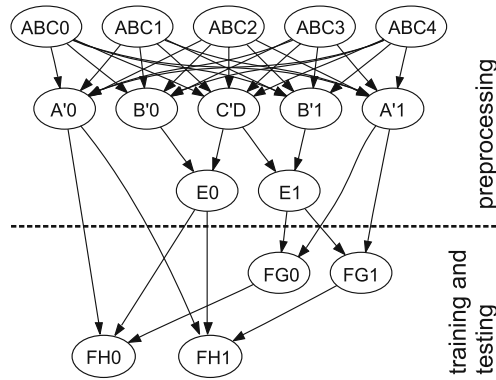 ABC0 ABC1 ABC2 ABC3 ABC4
A'0 B'0 C'D B'1 A'1
E0 E1
preprocessing
FG0 FG1
FH0 FH1
training and
testing